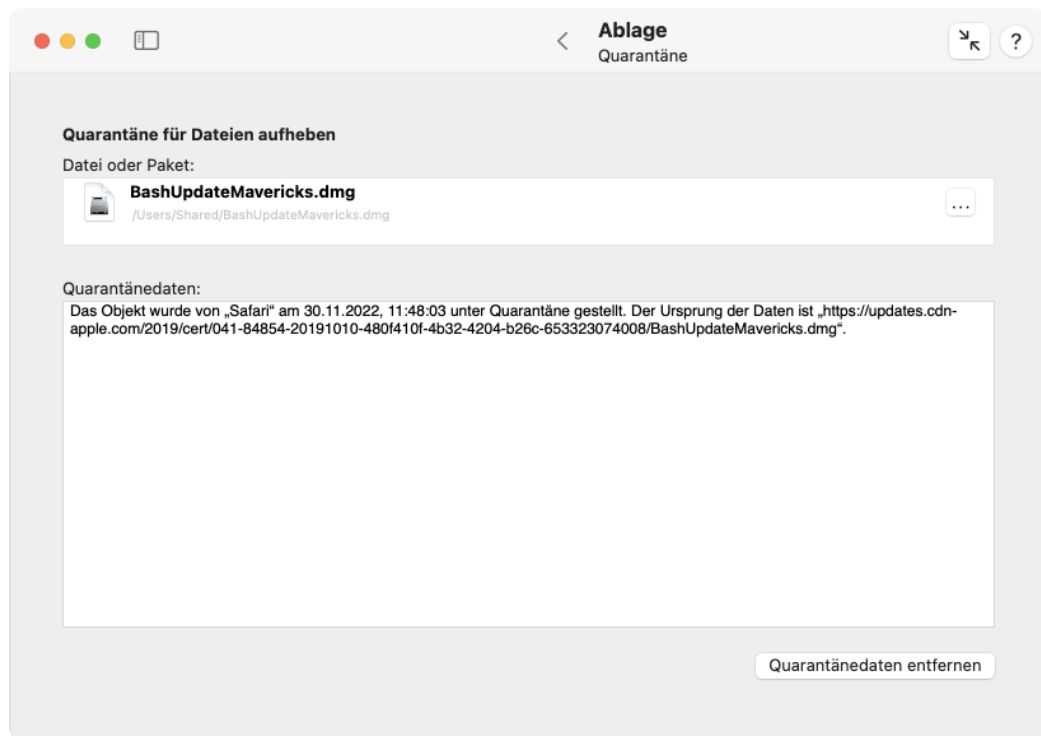 Ablage
Quarantäne
?
Quarantäne für Dateien aufheben
Datei oder Paket:
BashUpdateMavericks.dmg
/Users/Shared/BashUpdateMavericks.dmg
...
Quarantänedaten:
Das Objekt wurde von „Safari“ am 30.11.2022, 11:48:03 unter Quarantäne gestellt. Der Ursprung der Daten ist „https://updates.cdn-
apple.com/2019/cert/041-84854-20191010-480f410f-4b32-4204-b26c-653323074008/BashUpdateMavericks.dmg“.
Quarantänedaten entfernen